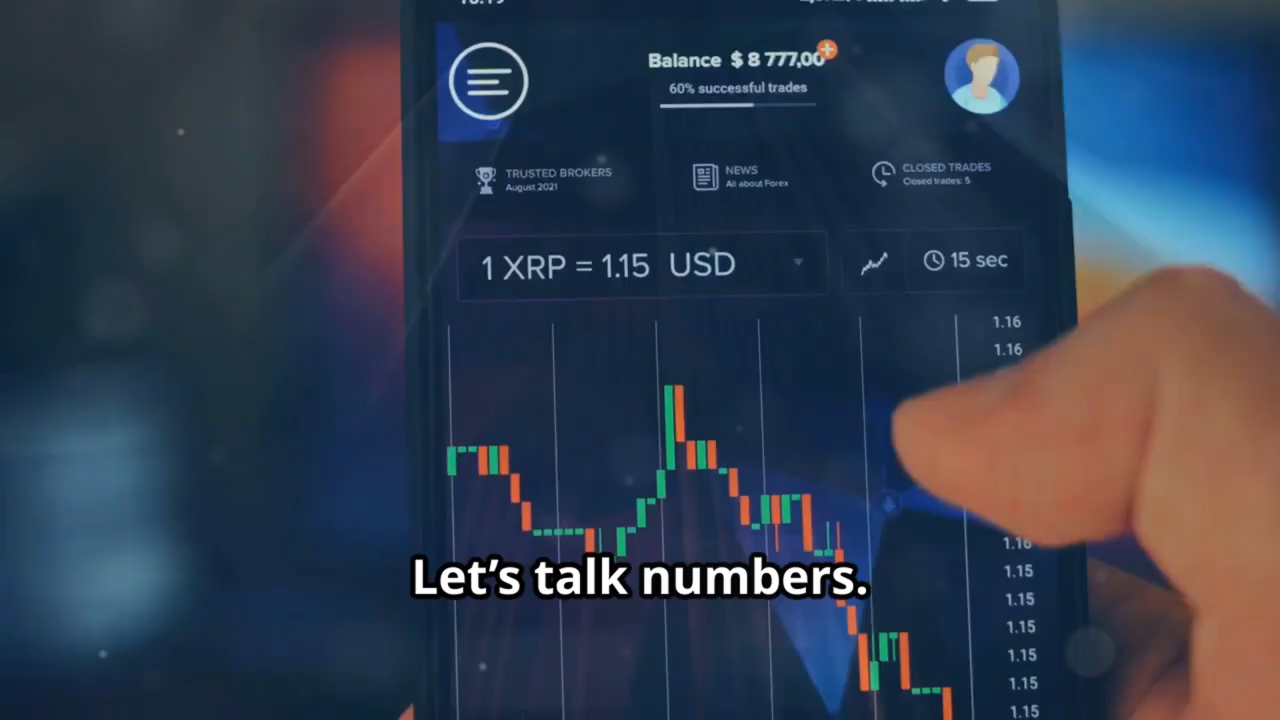 Balance $ 8 777,00
60% successful trades
TRUSTED BROKERS
August 2021
NEWS
All about Forex
CLOSED TRADES
Closed trades: 5
1 XRP = 1.15 USD
15 sec
1.16
1.16
1.16
1.15
1.15
1.15
1.15
1.15
1.15
Let's talk numbers.